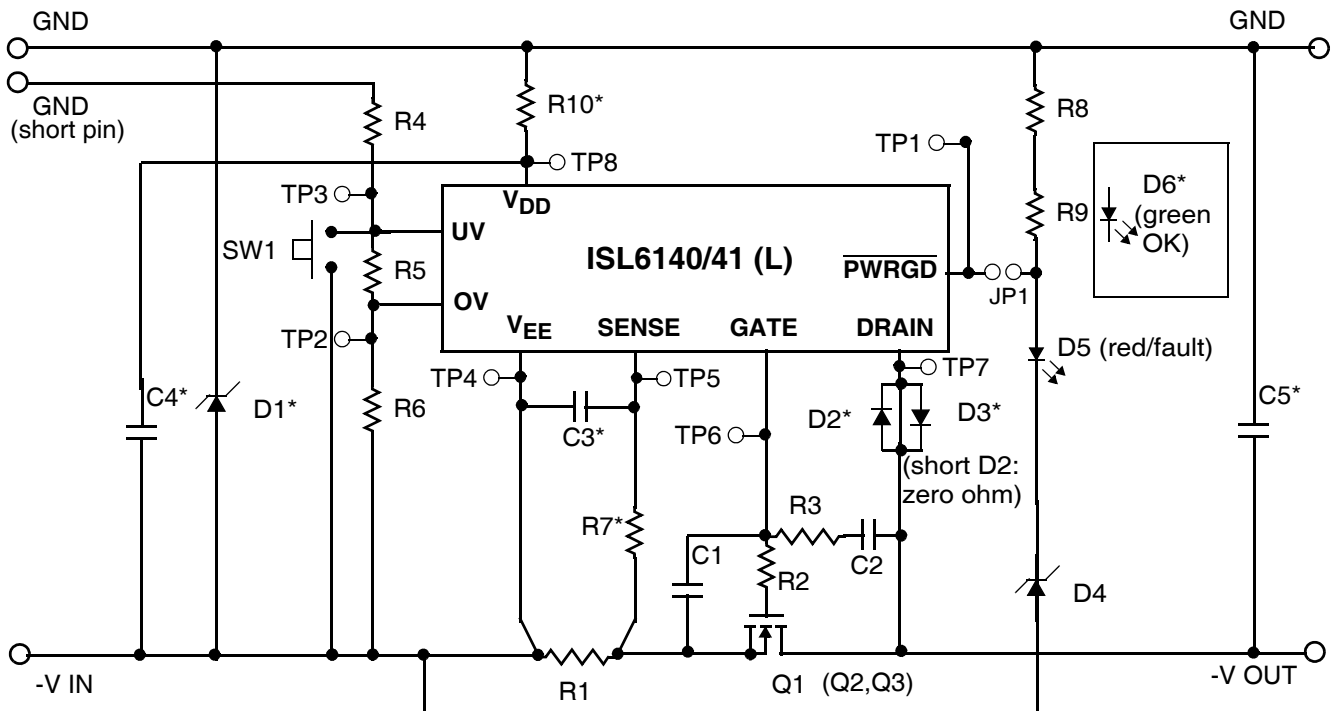 GND
GND
GND
(short pin)
R4
R10*
R8
TP8
TP1
TP3
VDD
D6*
(green
OK)
R9
UV
SW1
ISL6140/41 (L)
PWRGD
R5
JP1
OV
VEE
SENSE
GATE
DRAIN
TP2
D5 (red/fault)
TP4
TP5
TP7
C4*
D1*
R6
C3*
D2*
D3*
C5*
TP6
(short D2:
zero ohm)
R7*
R3
C1
C2
R2
D4
-V IN
R1
Q1 (Q2,Q3)
-V OUT